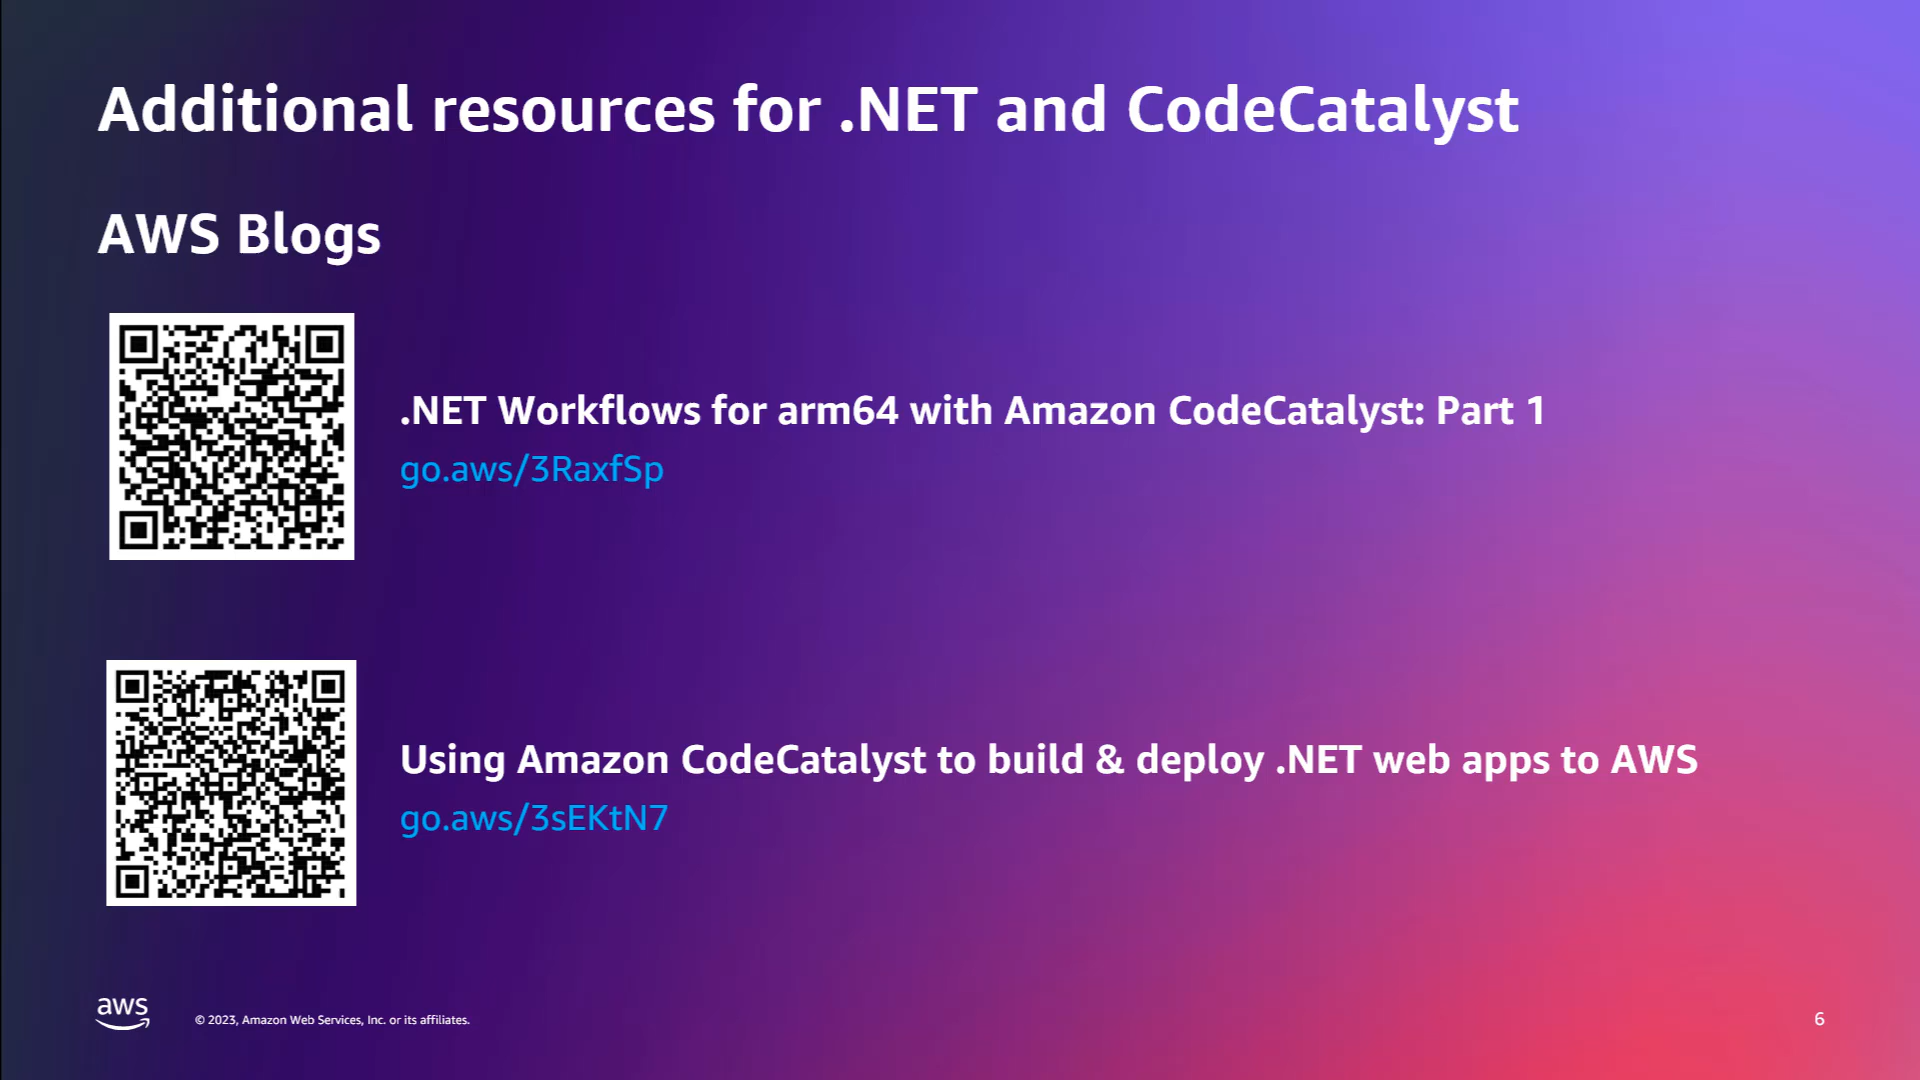 Additional resources for .NET and CodeCatalyst
AWS Blogs
.NET Workflows for arm64 with Amazon CodeCatalyst: Part 1
go.aws/3RaxfSp
Using Amazon CodeCatalyst to build & deploy .NET web apps to AWS
go.aws/3sEKtN7
aws
© 2023, Amazon Web Services, Inc. or its affiliates.
6